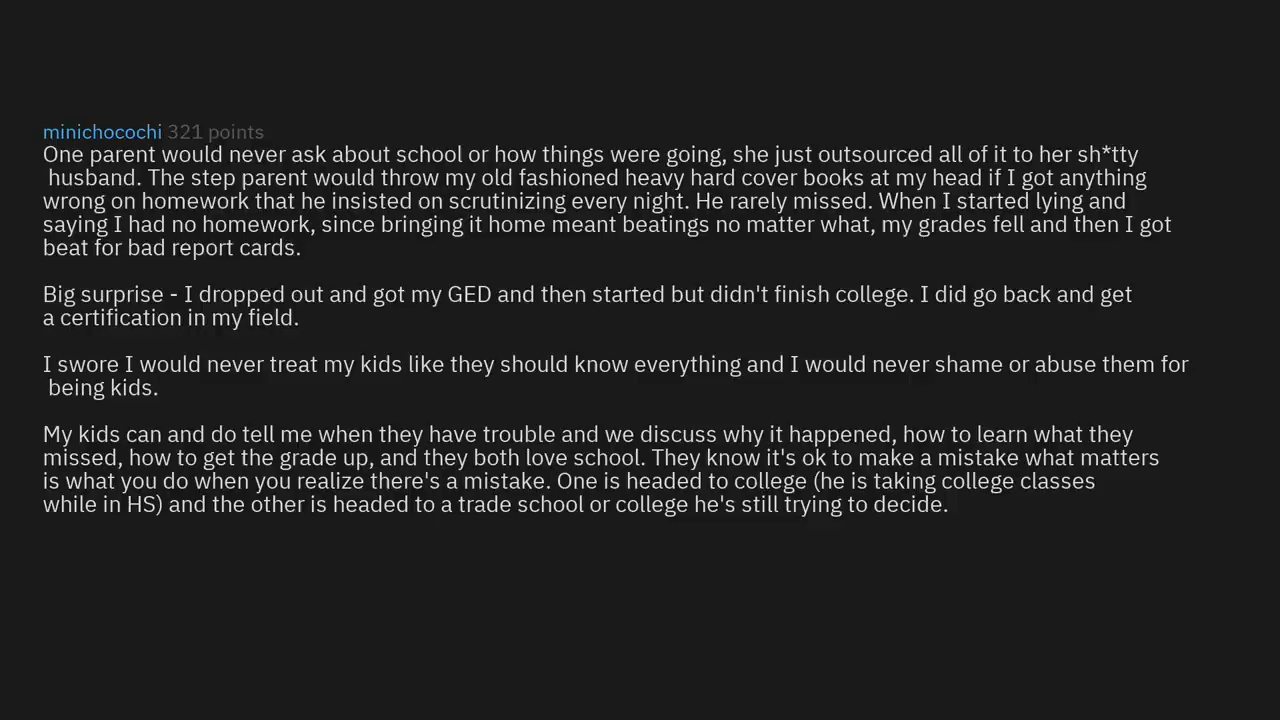 minichocochi 321 points
One parent would never ask about school or how things were going, she just outsourced all of it to her sh*tty
husband. The step parent would throw my old fashioned heavy hard cover books at my head if I got anything
wrong on homework that he insisted on scrutinizing every night. He rarely missed. When I started lying and
saying I had no homework, since bringing it home meant beatings no matter what, my grades fell and then I got
beat for bad report cards.
Big surprise - I dropped out and got my GED and then started but didn't finish college. I did go back and get
a certification in my field.
I swore I would never treat my kids like they should know everything and I would never shame or abuse them for
being kids.
My kids can and do tell me when they have trouble and we discuss why it happened, how to learn what they
missed, how to get the grade up, and they both love school. They know it's ok to make a mistake what matters
is what you do when you realize there's a mistake. One is headed to college (he is taking college classes
while in HS) and the other is headed to a trade school or college he's still trying to decide.